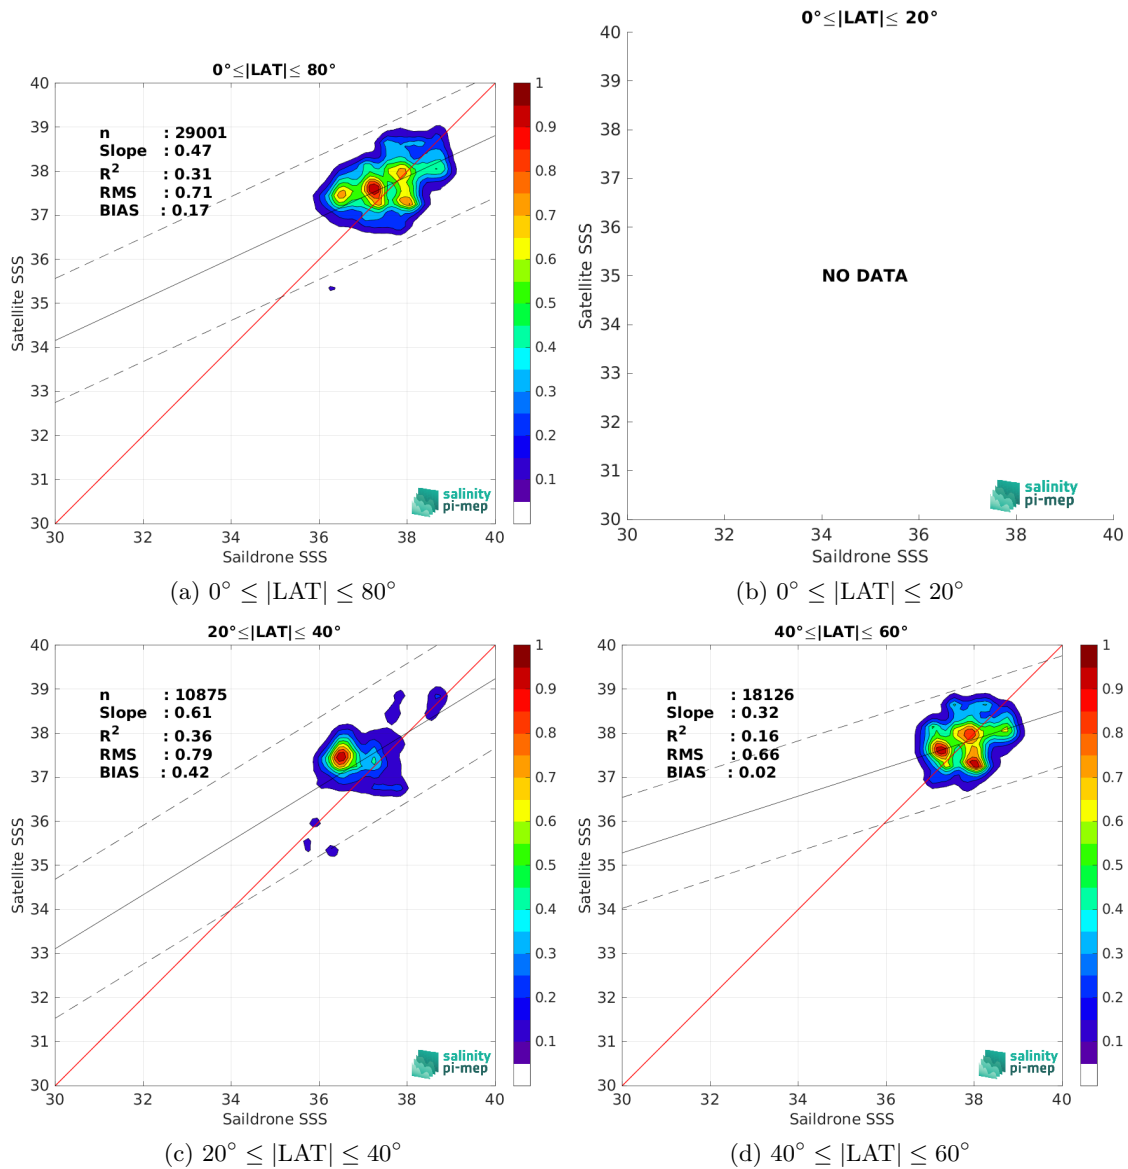 0°≤|LAT|≤ 80°
40
39
38
37
36
35
34
33
32
31
30
Satellite SSS
n : 29001
Slope : 0.47
R² : 0.31
RMS : 0.71
BIAS : 0.17
salinity
pi-mep
30 32 34 36 38 40
Saildrone SSS
1
0.9
0.8
0.7
0.6
0.5
0.4
0.3
0.2
0.1
(a) 0° ≤ |LAT| ≤ 80°
0°≤|LAT|≤ 20°
40
39
38
37
36
35
34
33
32
31
30
Satellite SSS
NO DATA
salinity
pi-mep
30 32 34 36 38 40
Saildrone SSS
(b) 0° ≤ |LAT| ≤ 20°
20°≤|LAT|≤ 40°
40
39
38
37
36
35
34
33
32
31
30
Satellite SSS
n : 10875
Slope : 0.61
R² : 0.36
RMS : 0.79
BIAS : 0.42
salinity
pi-mep
30 32 34 36 38 40
Saildrone SSS
1
0.9
0.8
0.7
0.6
0.5
0.4
0.3
0.2
0.1
(c) 20° ≤ |LAT| ≤ 40°
40°≤|LAT|≤ 60°
40
39
38
37
36
35
34
33
32
31
30
Satellite SSS
n : 18126
Slope : 0.32
R² : 0.16
RMS : 0.66
BIAS : 0.02
salinity
pi-mep
30 32 34 36 38 40
Saildrone SSS
1
0.9
0.8
0.7
0.6
0.5
0.4
0.3
0.2
0.1
(d) 40° ≤ |LAT| ≤ 60°